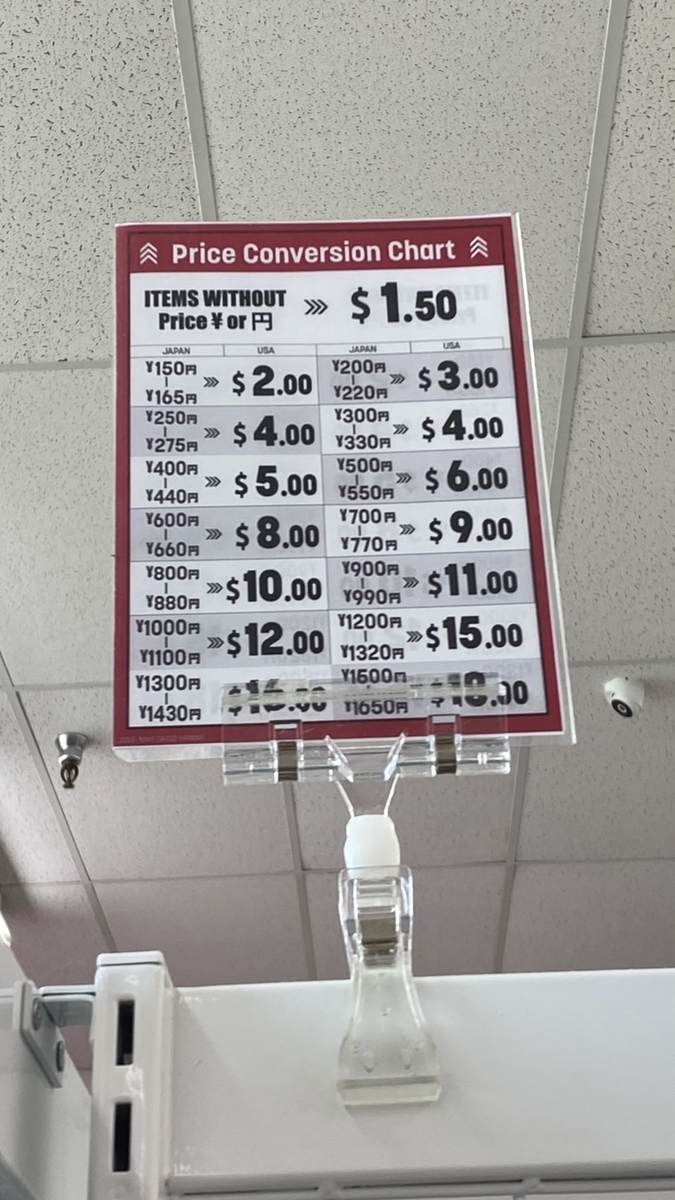 Price Conversion Chart
ITEMS WITHOUT
Price ¥ or 円
$1.50
JAPAN USA JAPAN USA
¥150円
¥165円
$2.00
¥200円
¥220円
$3.00
¥250円
¥275円
$4.00
¥300円
¥330円
$4.00
¥400円
¥440円
$5.00
¥500円
¥550円
$6.00
¥600円
¥660円
$8.00
¥700円
¥770円
$9.00
¥800円
¥880円
$10.00
¥900円
¥990円
$11.00
¥1000円
¥1100円
$12.00
¥1200円
¥1320円
$15.00
¥1300円
¥1430円
¥1500円
¥1650円